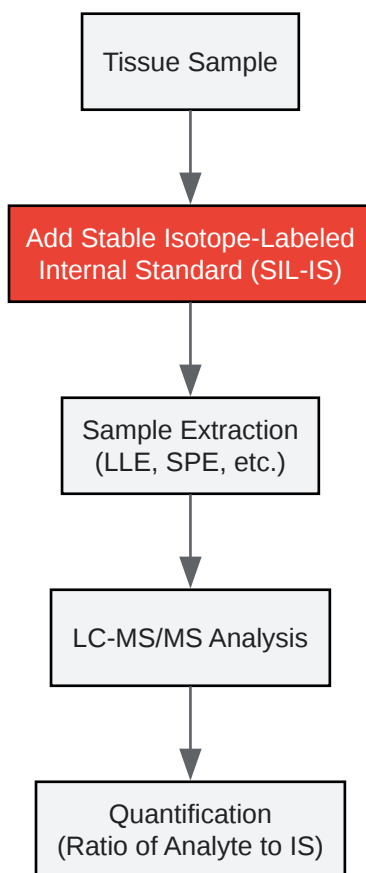 Tissue Sample
Add Stable Isotope-Labeled
Internal Standard (SIL-IS)
Sample Extraction
(LLE, SPE, etc.)
LC-MS/MS Analysis
Quantification
(Ratio of Analyte to IS)